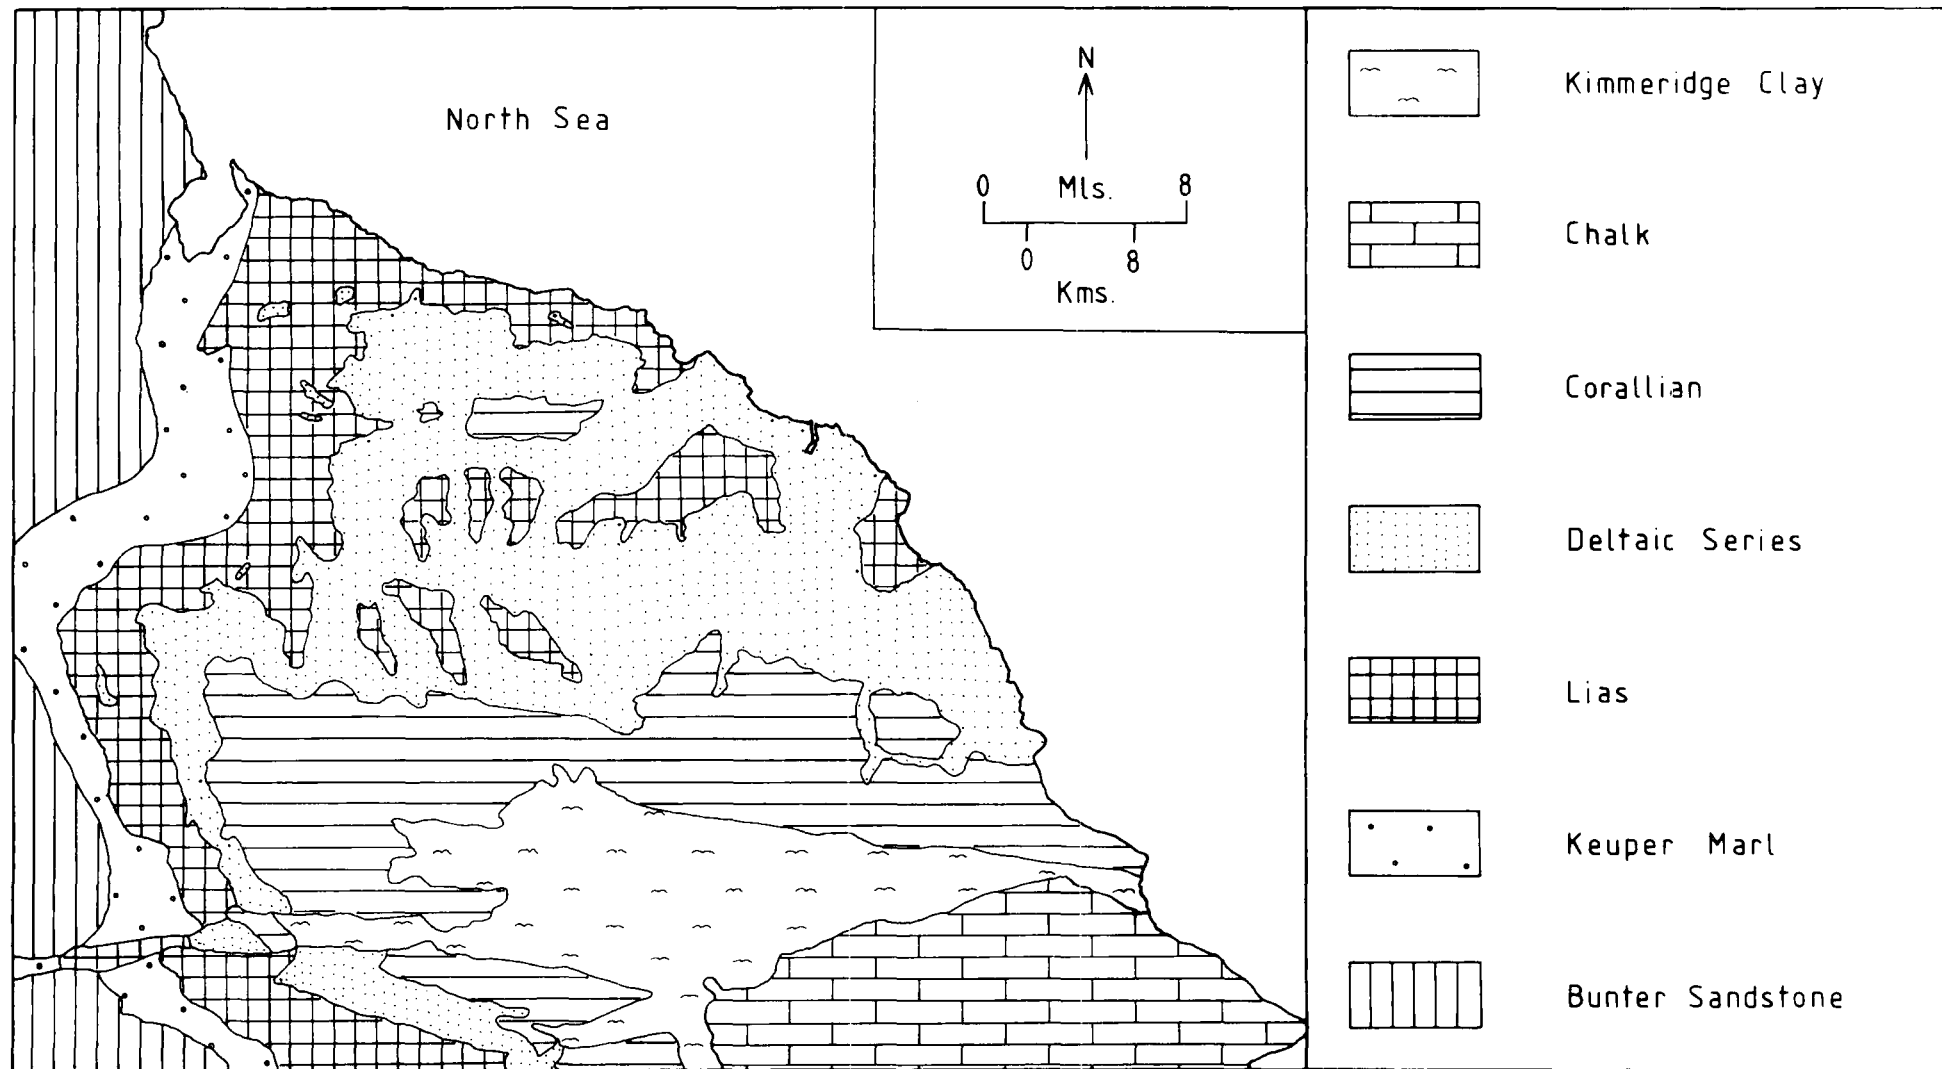 North Sea
N
0 Mls. 8
0 8
Kms.
Kimmeridge Clay
Chalk
Corallian
Deltaic Series
Lias
Keuper Marl
Bunter Sandstone